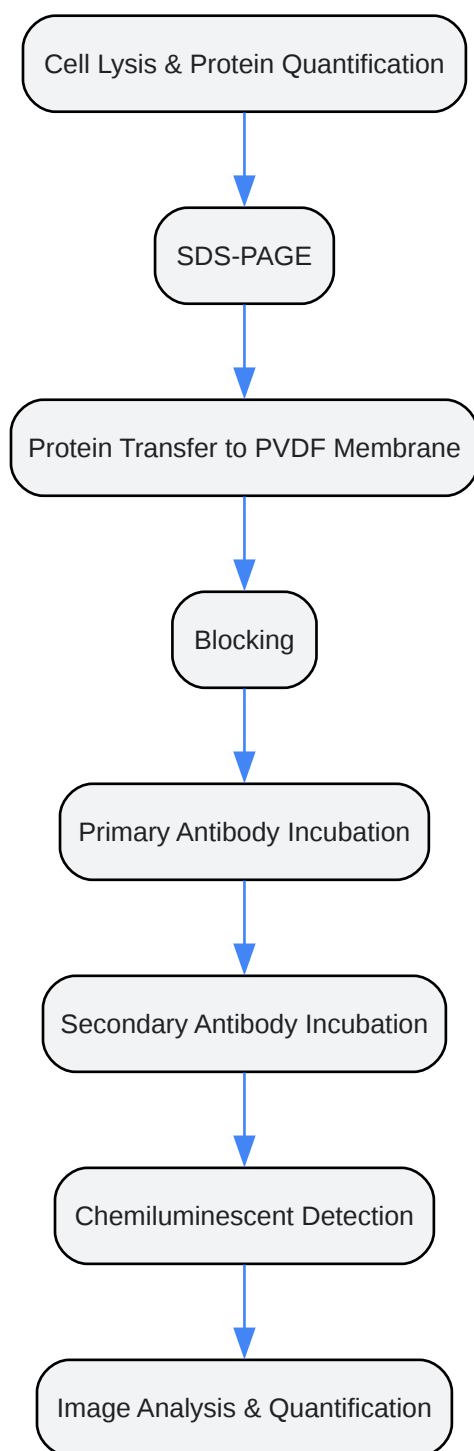 Cell Lysis & Protein Quantification
SDS-PAGE
Protein Transfer to PVDF Membrane
Blocking
Primary Antibody Incubation
Secondary Antibody Incubation
Chemiluminescent Detection
Image Analysis & Quantification